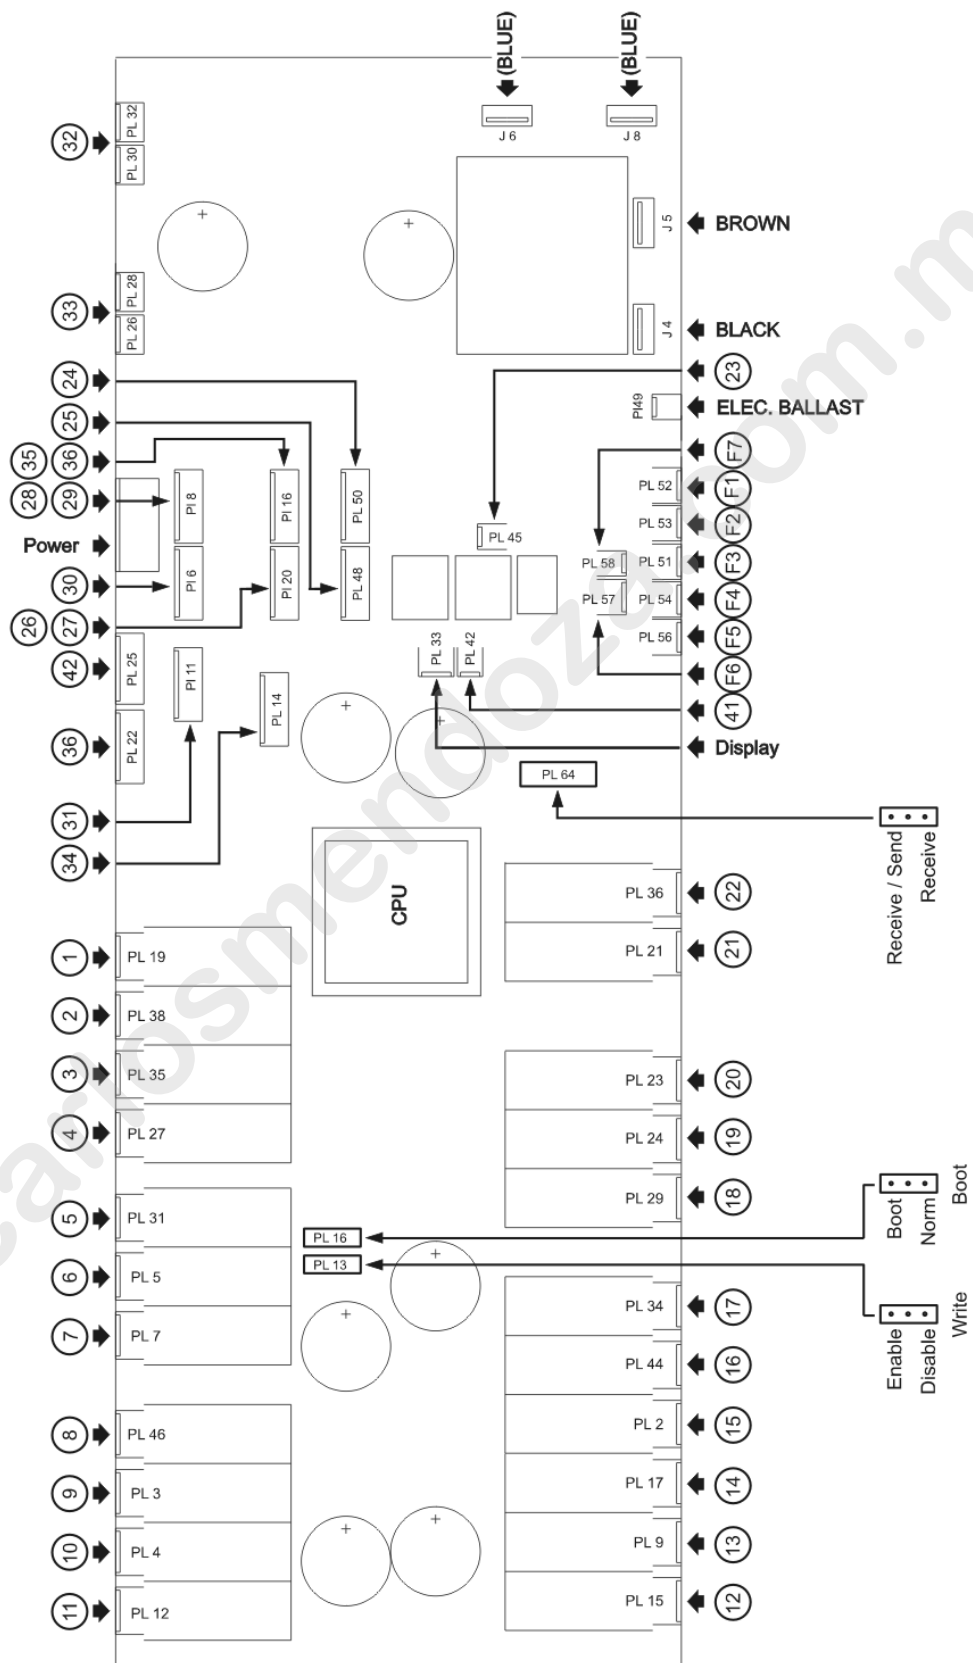 (BLUE)
(BLUE)
J 6
J 8
32
PL 32
PL 30
J 5
BROWN
33
PL 28
PL 26
J 4
BLACK
24
23
25
PI49
ELEC. BALLAST
35
36
F7
28
29
PI 8
PI 16
PL 50
PL 52
F1
Power
PL 45
PL 53
F2
30
PI 6
PI 20
PL 48
PL 58
PL 51
F3
26
27
PL 57
PL 54
F4
42
PL 25
PL 33
PL 42
PL 56
F5
PI 11
PL 14
F6
41
36
PL 22
Display
PL 64
31
34
Receive / Send
Receive
CPU
PL 36
22
1
PL 19
PL 21
21
2
PL 38
3
PL 35
PL 23
20
4
PL 27
PL 24
19
5
PL 31
PL 29
18
Boot
Norm
Boot
PL 16
PL 13
6
PL 5
PL 34
17
7
PL 7
PL 44
16
Enable
Disable
Write
8
PL 46
PL 2
15
9
PL 3
PL 17
14
10
PL 4
PL 9
13
11
PL 12
PL 15
12
carlosmendoza.com.m